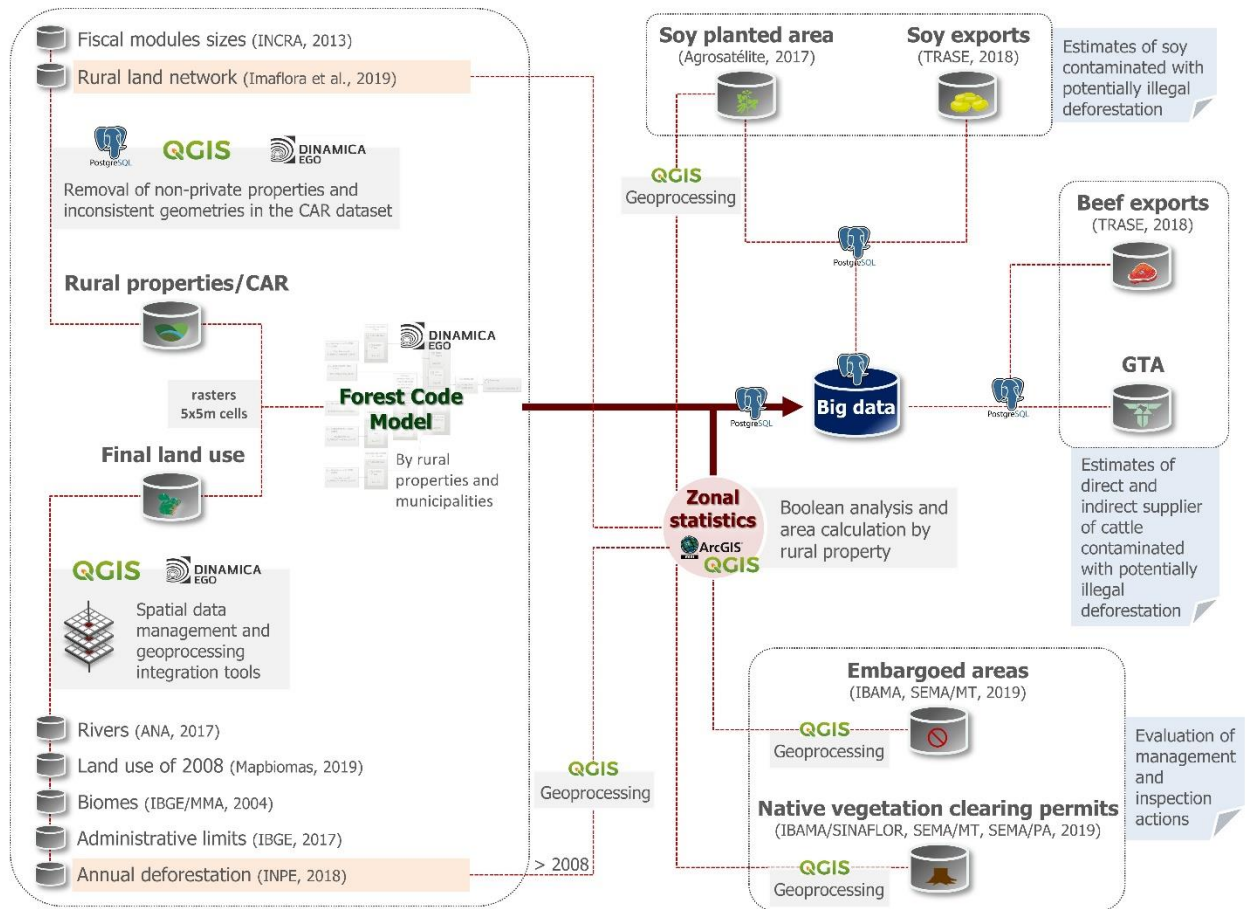 Fiscal modules sizes (INCRA, 2013)
Rural land network (Imaflora et al., 2019)
PostgreSQL
QGIS
DINAMICA
EGO
Removal of non-private properties and
inconsistent geometries in the CAR dataset
Rural properties/CAR
rasters
5x5m cells
Final land use
QGIS
DINAMICA
EGO
Spatial data
management and
geoprocessing
integration tools
Rivers (ANA, 2017)
Land use of 2008 (Mapbiomas, 2019)
Biomes (IBGE/MMA, 2004)
Administrative limits (IBGE, 2017)
Annual deforestation (INPE, 2018)
> 2008
DINAMICA
EGO
Forest Code
Model
By rural
properties and
municipalities
QGIS
Geoprocessing
Soy planted area
(Agrosatélite, 2017)
Soy exports
(TRASE, 2018)
Estimates of soy
contaminated with
potentially illegal
deforestation
QGIS
Geoprocessing
PostgreSQL
PostgreSQL
Big data
PostgreSQL
Beef exports
(TRASE, 2018)
GTA
Estimates of
direct and
indirect supplier
of cattle
contaminated
with potentially
illegal
deforestation
Zonal
statistics
ArcGIS
QGIS
Boolean analysis and
area calculation by
rural property
Embargoed areas
(IBAMA, SEMA/MT, 2019)
QGIS
Geoprocessing
Native vegetation clearing permits
(IBAMA/SINAFLOR, SEMA/MT, SEMA/PA, 2019)
QGIS
Geoprocessing
Evaluation of
management
and
inspection
actions